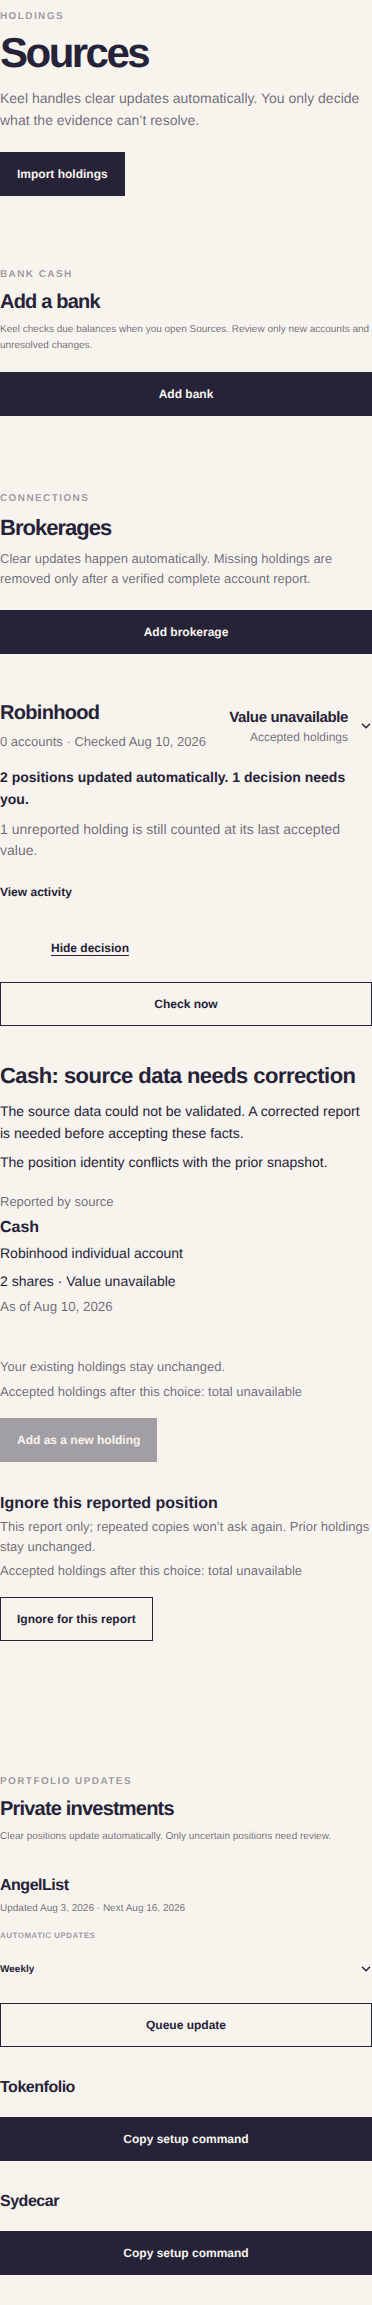 HOLDINGS
Sources
Keel handles clear updates automatically. You only decide
what the evidence can’t resolve.
Import holdings
BANK CASH
Add a bank
Keel checks due balances when you open Sources. Review only new accounts and
unresolved changes.
Add bank
CONNECTIONS
Brokerages
Clear updates happen automatically. Missing holdings are
removed only after a verified complete account report.
Add brokerage
Robinhood
Value unavailable
0 accounts · Checked Aug 10, 2026
Accepted holdings
2 positions updated automatically. 1 decision needs
you.
1 unreported holding is still counted at its last accepted
value.
View activity
Hide decision
Check now
Cash: source data needs correction
The source data could not be validated. A corrected report
is needed before accepting these facts.
The position identity conflicts with the prior snapshot.
Reported by source
Cash
Robinhood individual account
2 shares · Value unavailable
As of Aug 10, 2026
Your existing holdings stay unchanged.
Accepted holdings after this choice: total unavailable
Add as a new holding
Ignore this reported position
This report only; repeated copies won’t ask again. Prior holdings
stay unchanged.
Accepted holdings after this choice: total unavailable
Ignore for this report
PORTFOLIO UPDATES
Private investments
Clear positions update automatically. Only uncertain positions need review.
AngelList
Updated Aug 3, 2026 · Next Aug 16, 2026
AUTOMATIC UPDATES
Weekly
Queue update
Tokenfolio
Copy setup command
Sydecar
Copy setup command